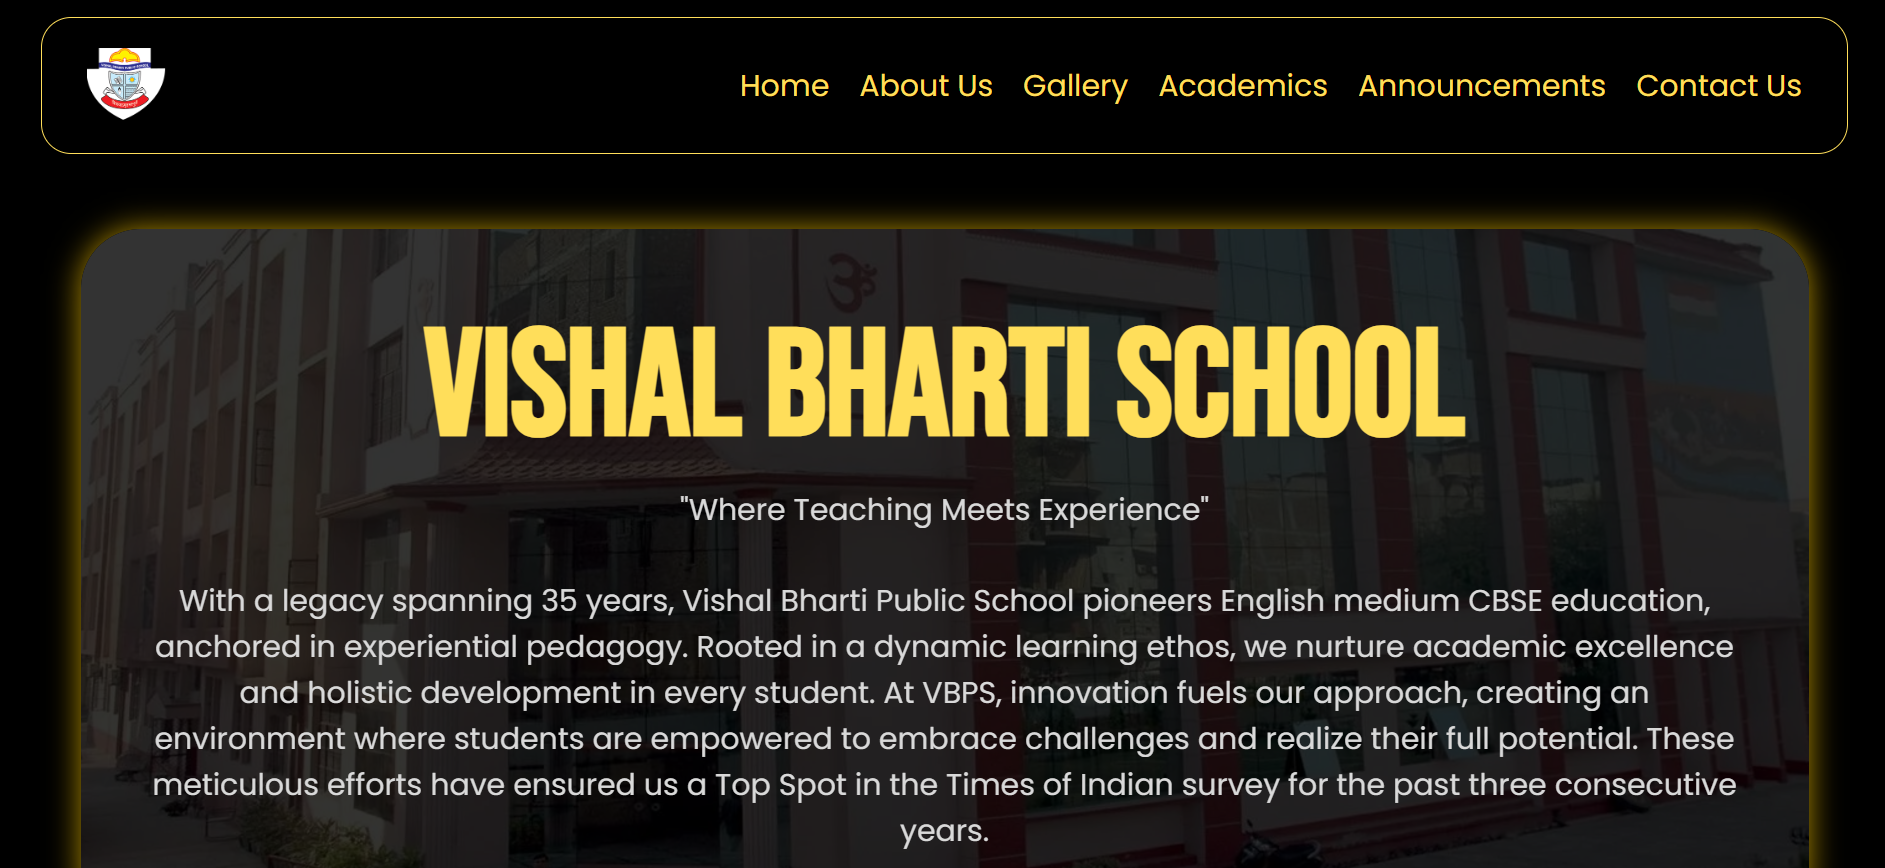 Home About Us Gallery Academics Announcements Contact Us
VISHAL BHARTI SCHOOL
"Where Teaching Meets Experience"
With a legacy spanning 35 years, Vishal Bharti Public School pioneers English medium CBSE education,
anchored in experiential pedagogy. Rooted in a dynamic learning ethos, we nurture academic excellence
and holistic development in every student. At VBPS, innovation fuels our approach, creating an
environment where students are empowered to embrace challenges and realize their full potential. These
meticulous efforts have ensured us a Top Spot in the Times of Indian survey for the past three consecutive
years.